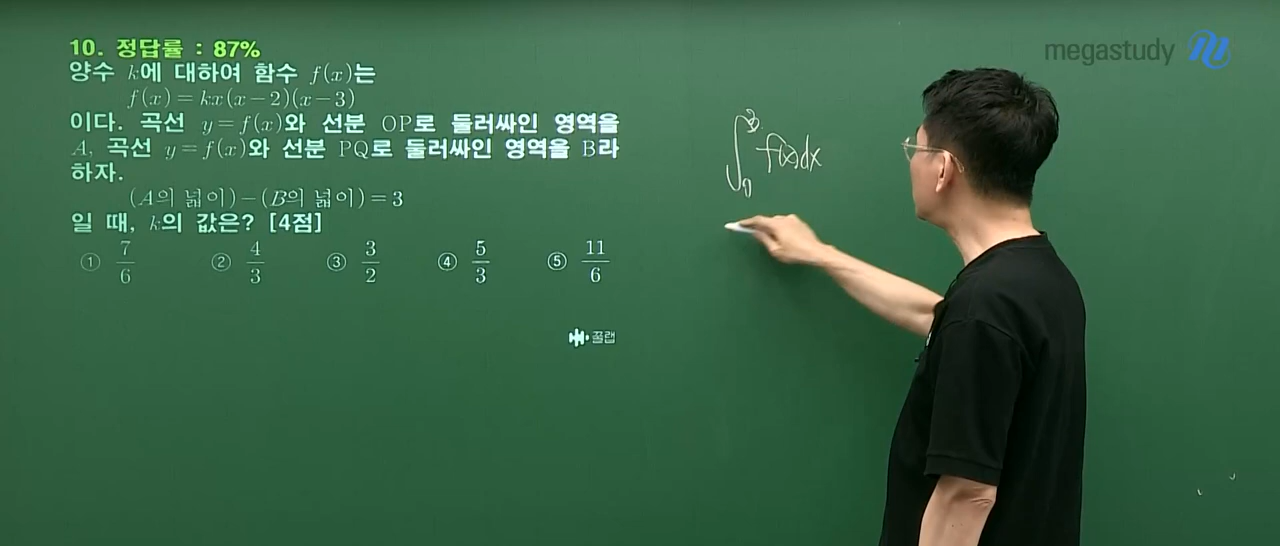 10. 정답률 : 87%
megastudy
양수 k에 대하여 함수 f(x)는
f(x) = kx(x-2)(x-3)
이다. 곡선 y=f(x)와 선분 OP로 둘러싸인 영역을
A, 곡선 y=f(x)와 선분 PQ로 둘러싸인 영역을 B라
하자.
(A의 넓이)-(B의 넓이)=3
일 때, k의 값은? [4점]
① 7/6 ② 4/3 ③ 3/2 ④ 5/3 ⑤ 11/6
꿀랩
∫₀³ f(x)dx